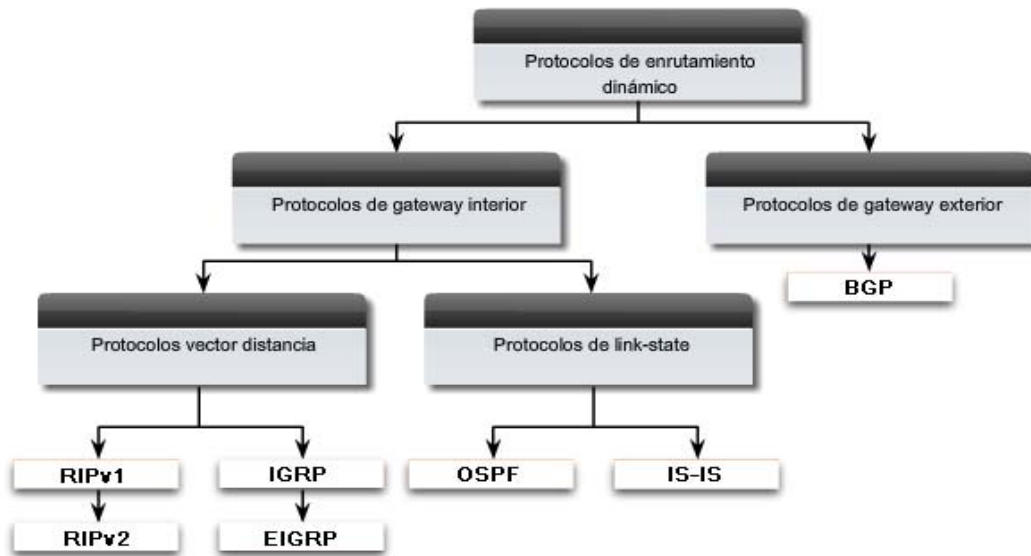 Protocolos de enrutamiento
dinámico
Protocolos de gateway interior
Protocolos de gateway exterior
BGP
Protocolos vector distancia
Protocolos de link-state
RIPv1
IGRP
OSPF
IS-IS
RIPv2
EIGRP